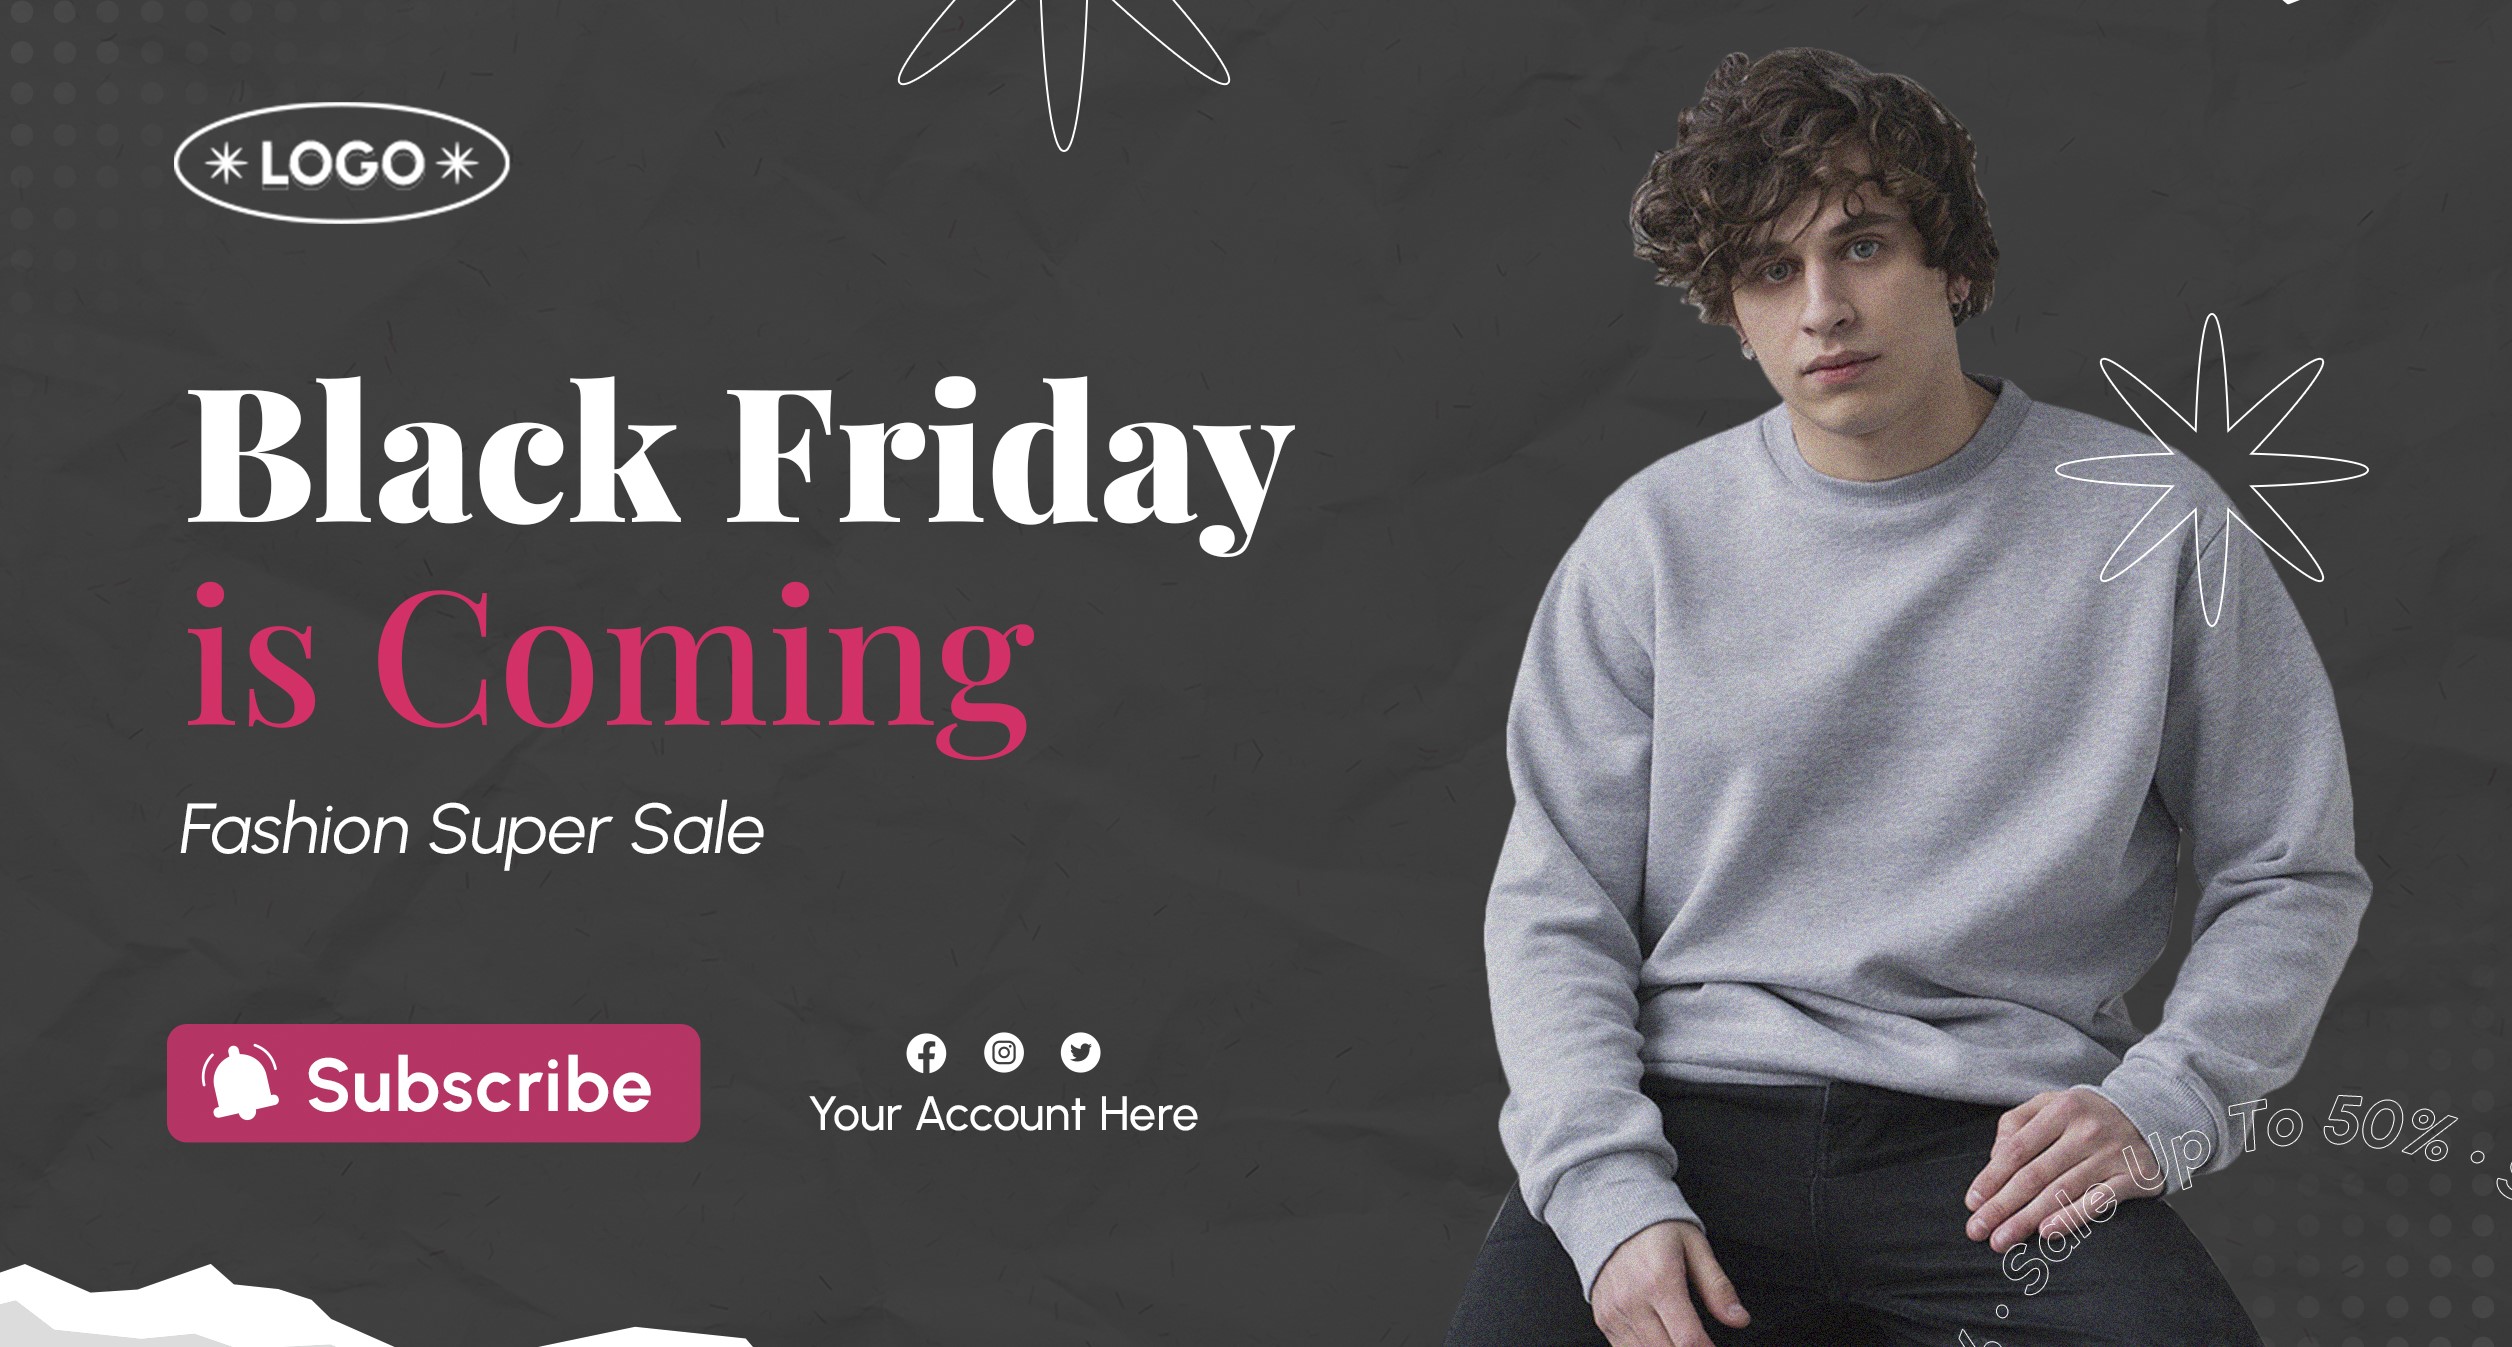 LOGO
Black Friday
is Coming
Fashion Super Sale
Subscribe
Your Account Here
Sale Up To 50% ·